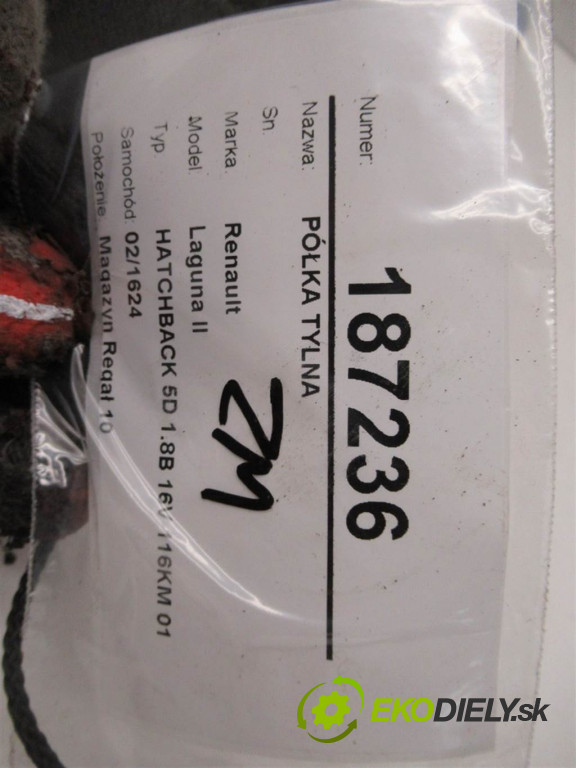 Numer: 187236
Nazwa: PÓŁKA TYLNA
Sn.
Marka. Renault
Model Laguna II
Typ HATCHBACK 5D 1.8B 16V 116KM 01
Samochód: 02/1624
Położenie. Magazyn Regał 10
ZM
EKODIELY.sk